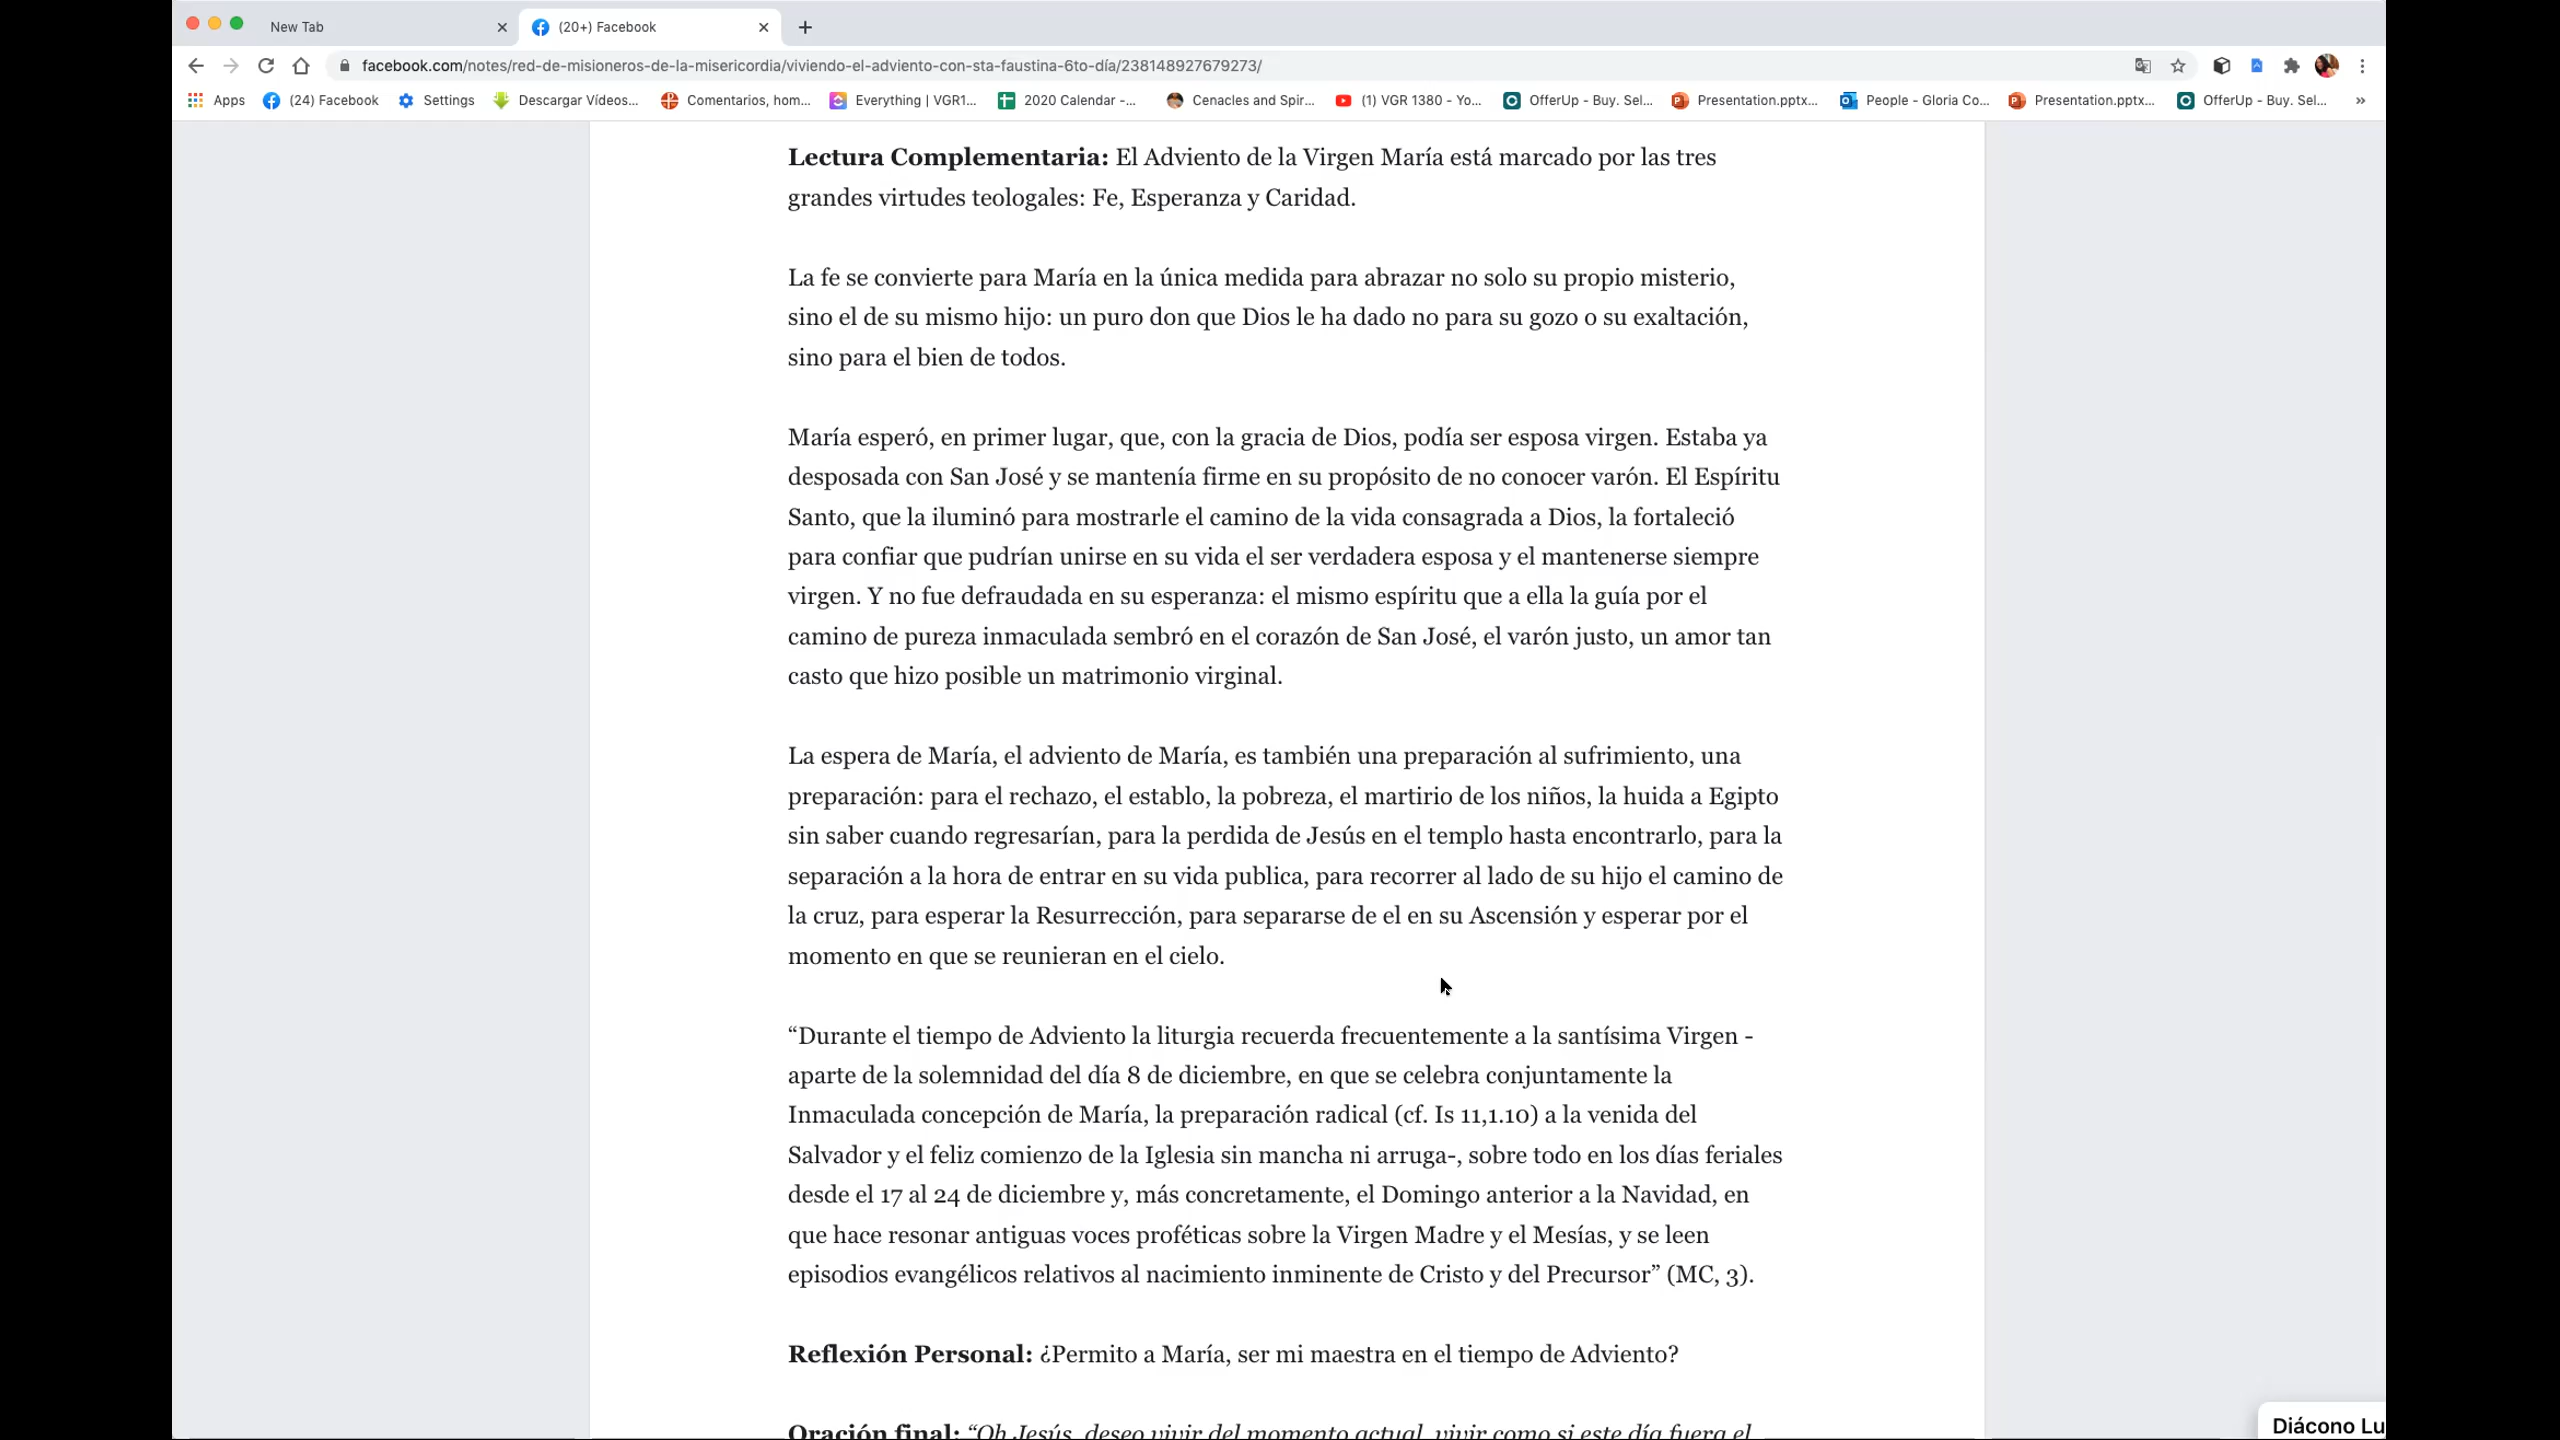 New Tab
(20+) Facebook
facebook.com/notes/red-de-misioneros-de-la-misericordia/viviendo-el-adviento-con-sta-faustina-6to-día/238148927679273/
Apps (24) Facebook Settings Descargar Vídeos... Comentarios, hom... Everything | VGR1... 2020 Calendar -... Cenacles and Spir... (1) VGR 1380 - Yo... OfferUp - Buy. Sel... Presentation.pptx... People - Gloria Co... Presentation.pptx... OfferUp - Buy. Sel... »
Lectura Complementaria: El Adviento de la Virgen María está marcado por las tres
grandes virtudes teologales: Fe, Esperanza y Caridad.
La fe se convierte para María en la única medida para abrazar no solo su propio misterio,
sino el de su mismo hijo: un puro don que Dios le ha dado no para su gozo o su exaltación,
sino para el bien de todos.
María esperó, en primer lugar, que, con la gracia de Dios, podía ser esposa virgen. Estaba ya
desposada con San José y se mantenía firme en su propósito de no conocer varón. El Espíritu
Santo, que la iluminó para mostrarle el camino de la vida consagrada a Dios, la fortaleció
para confiar que pudrían unirse en su vida el ser verdadera esposa y el mantenerse siempre
virgen. Y no fue defraudada en su esperanza: el mismo espíritu que a ella la guía por el
camino de pureza inmaculada sembró en el corazón de San José, el varón justo, un amor tan
casto que hizo posible un matrimonio virginal.
La espera de María, el adviento de María, es también una preparación al sufrimiento, una
preparación: para el rechazo, el establo, la pobreza, el martirio de los niños, la huida a Egipto
sin saber cuando regresarían, para la perdida de Jesús en el templo hasta encontrarlo, para la
separación a la hora de entrar en su vida publica, para recorrer al lado de su hijo el camino de
la cruz, para esperar la Resurrección, para separarse de el en su Ascensión y esperar por el
momento en que se reunieran en el cielo.
“Durante el tiempo de Adviento la liturgia recuerda frecuentemente a la santísima Virgen -
aparte de la solemnidad del día 8 de diciembre, en que se celebra conjuntamente la
Inmaculada concepción de María, la preparación radical (cf. Is 11,1.10) a la venida del
Salvador y el feliz comienzo de la Iglesia sin mancha ni arruga-, sobre todo en los días feriales
desde el 17 al 24 de diciembre y, más concretamente, el Domingo anterior a la Navidad, en
que hace resonar antiguas voces proféticas sobre la Virgen Madre y el Mesías, y se leen
episodios evangélicos relativos al nacimiento inminente de Cristo y del Precursor” (MC, 3).
Reflexión Personal: ¿Permito a María, ser mi maestra en el tiempo de Adviento?
Oración final: “Oh Jesús, deseo vivir del momento actual, vivir como si este día fuera el
Diácono Lu